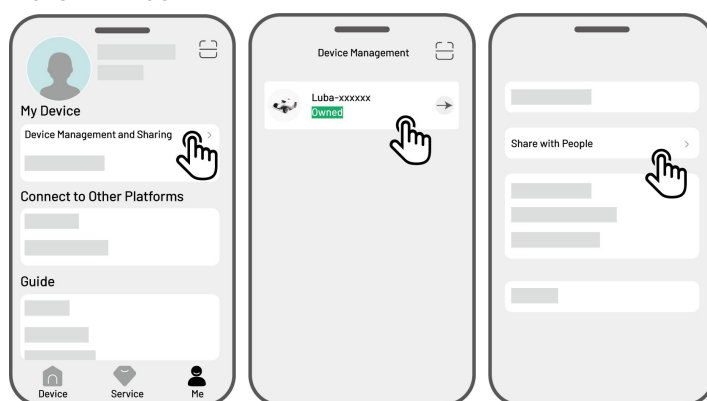 My Device
Device Management and Sharing
Connect to Other Platforms
Guide
Device Service Me
Device Management
Luba-xxxxxx
Owned
Share with People